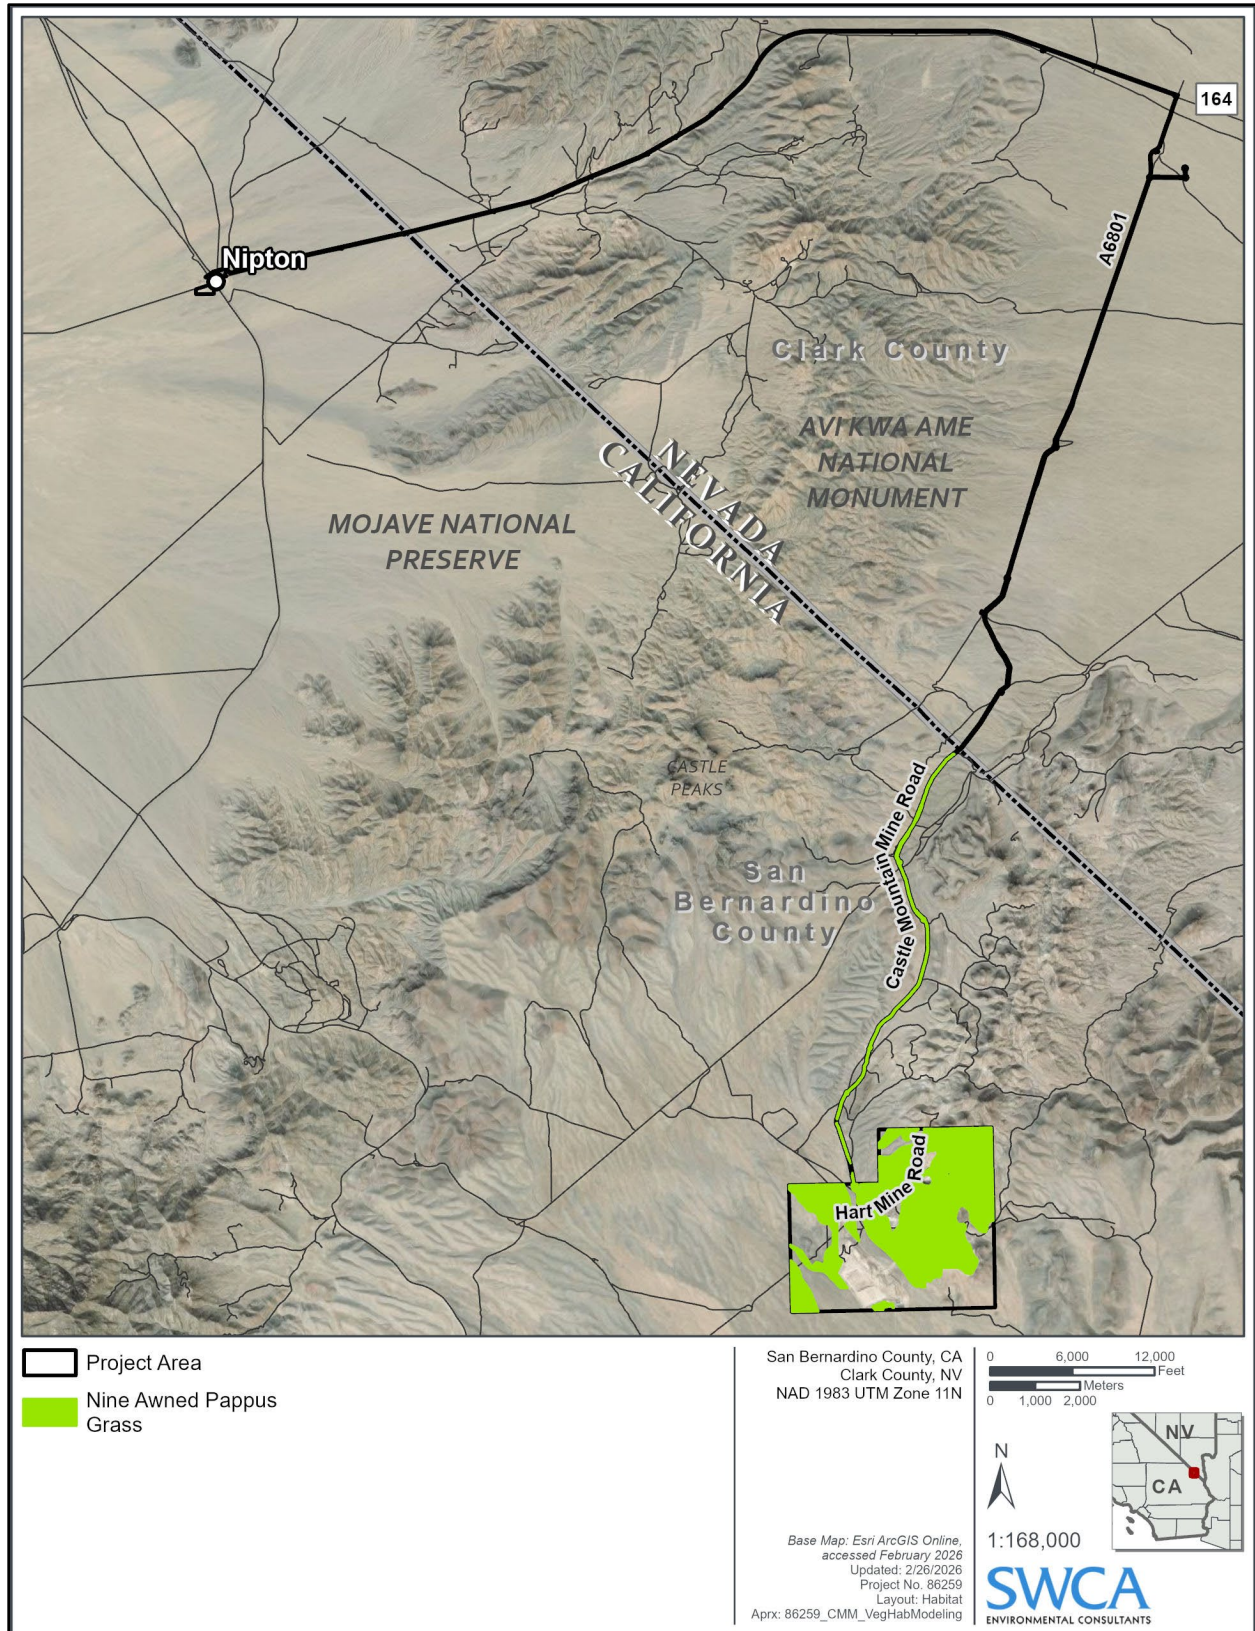 164
A6801
Nipton
Clark County
AVI KWA AME
NATIONAL
MONUMENT
NEVADA
CALIFORNIA
MOJAVE NATIONAL
PRESERVE
CASTLE
PEAKS
Castle Mountain Mine Road
San
Bernardino
County
Hart Mine Road
Project Area
Nine Awned Pappus
Grass
San Bernardino County, CA
Clark County, NV
NAD 1983 UTM Zone 11N
Base Map: Esri ArcGIS Online,
accessed February 2026
Updated: 2/26/2026
Project No. 86259
Layout: Habitat
Aprx: 86259_CMM_VegHabModeling
0 6,000 12,000
Feet
Meters
0 1,000 2,000
N
1:168,000
NV
CA
SWCA
ENVIRONMENTAL CONSULTANTS